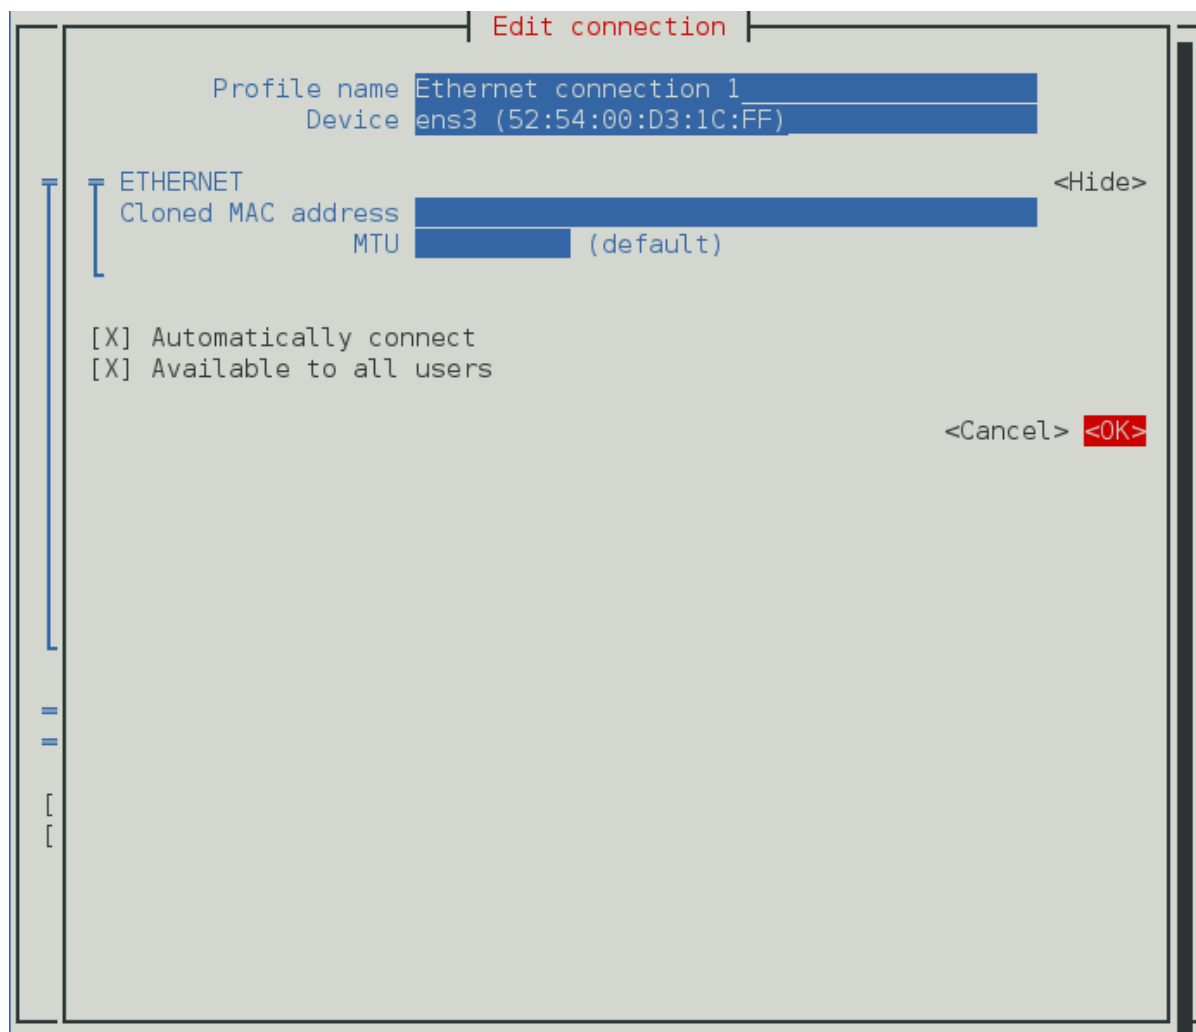 Edit connection
Profile name Ethernet connection 1
Device ens3 (52:54:00:D3:1C:FF)
ETHERNET <Hide>
Cloned MAC address
MTU (default)
[X] Automatically connect
[X] Available to all users
<Cancel> <OK>
[
[